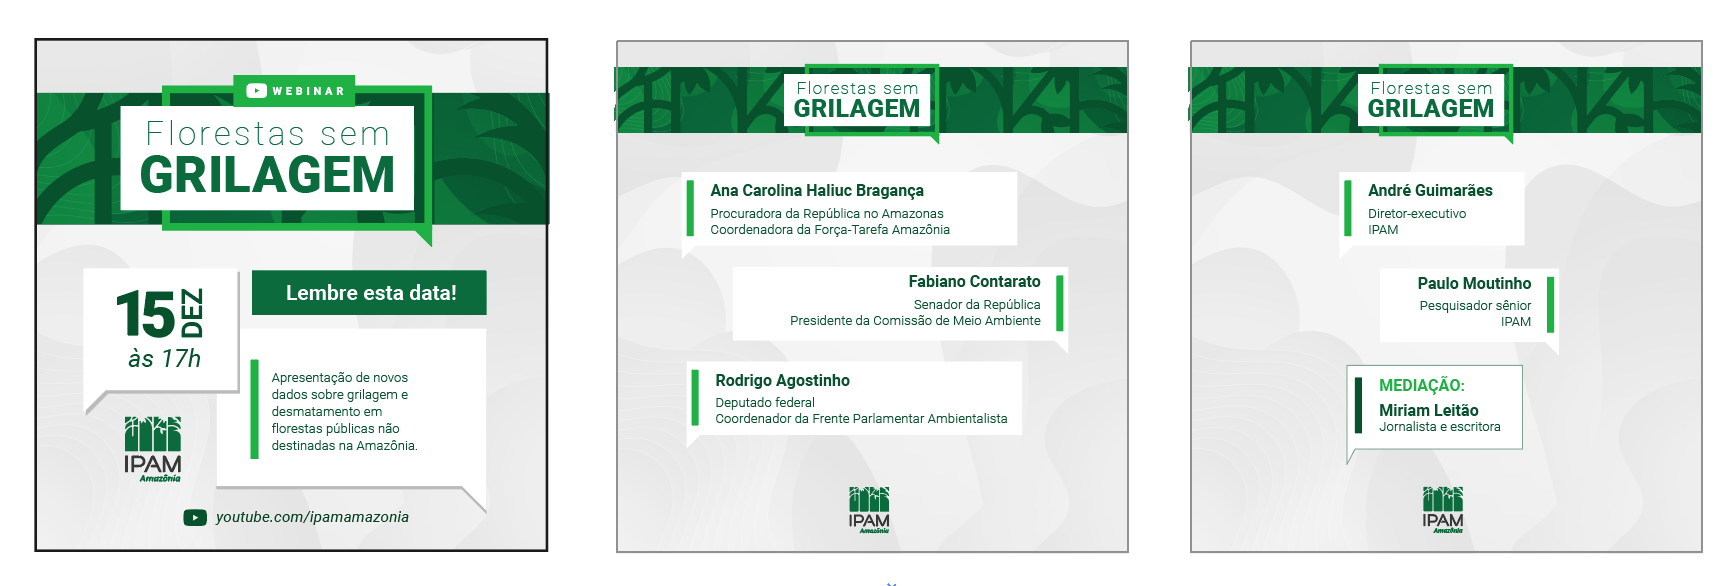 WEBINAR
Florestas sem
GRILAGEM
15 DEZ
às 17h
Lembre esta data!
Apresentação de novos
dados sobre grilagem e
desmatamento em
florestas públicas não
destinadas na Amazônia.
IPAM
Amazônia
youtube.com/ipamamazonia
Florestas sem
GRILAGEM
Ana Carolina Haliuc Bragança
Procuradora da República no Amazonas
Coordenadora da Força-Tarefa Amazônia
Fabiano Contarato
Senador da República
Presidente da Comissão de Meio Ambiente
Rodrigo Agostinho
Deputado federal
Coordenador da Frente Parlamentar Ambientalista
IPAM
Amazônia
Florestas sem
GRILAGEM
André Guimarães
Diretor-executivo
IPAM
Paulo Moutinho
Pesquisador sênior
IPAM
MEDIAÇÃO:
Miriam Leitão
Jornalista e escritora
IPAM
Amazônia